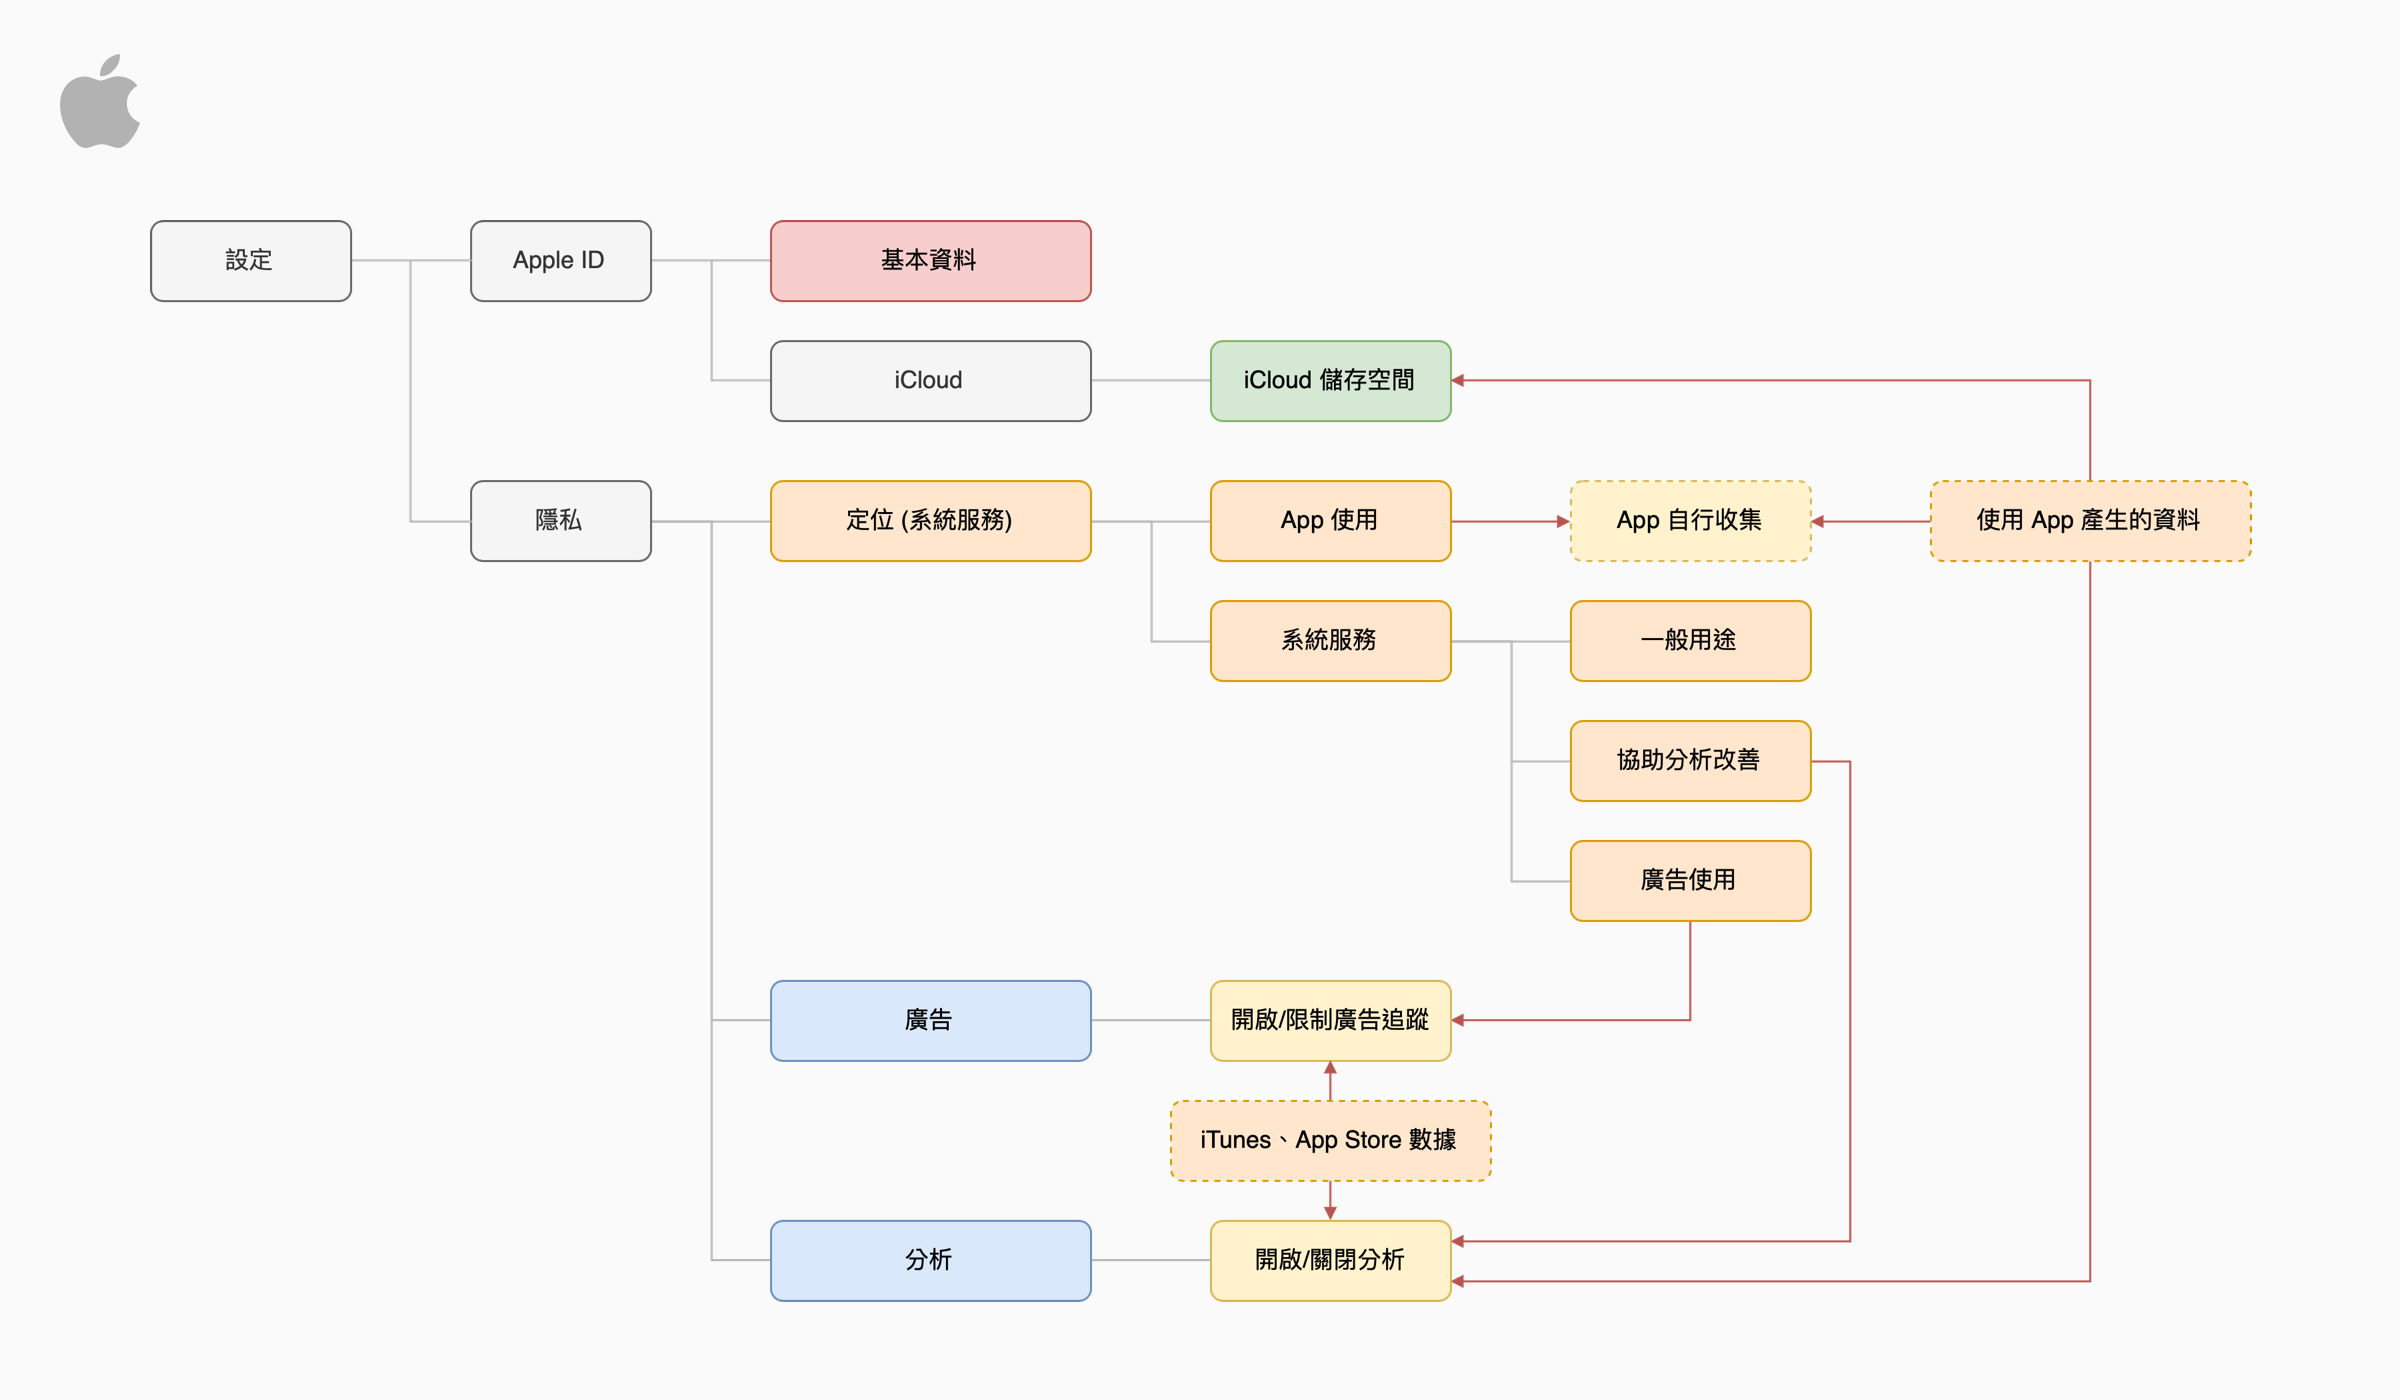 設定
Apple ID
基本資料
iCloud
iCloud 儲存空間
隱私
定位 (系統服務)
App 使用
App 自行收集
使用 App 產生的資料
系統服務
一般用途
協助分析改善
廣告使用
廣告
開啟/限制廣告追蹤
iTunes、App Store 數據
分析
開啟/關閉分析